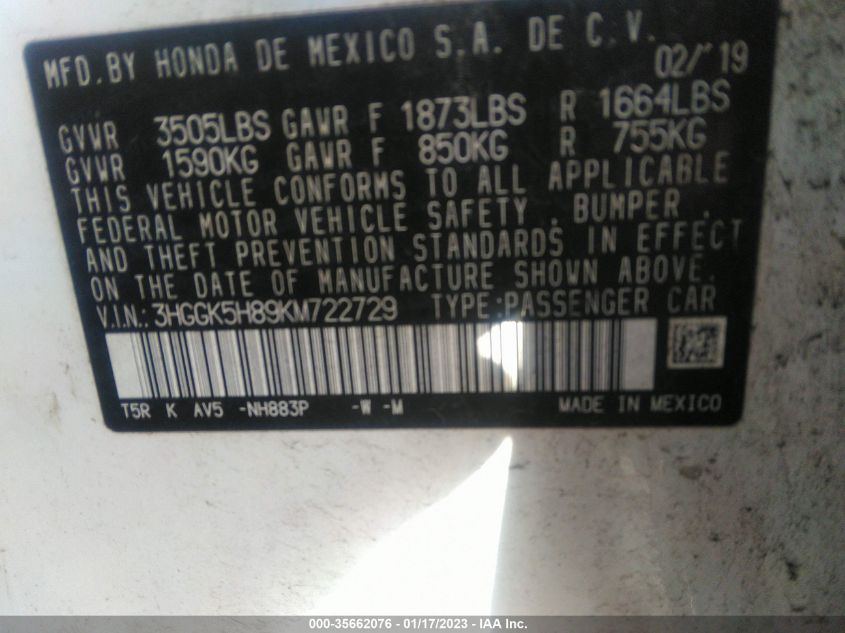 MFD.BY HONDA DE MEXICO S.A. DE C.V.
02/'19
GVWR 3505LBS GAWR F 1873LBS R 1664LBS
GVWR 1590KG GAWR F 850KG R 755KG
THIS VEHICLE CONFORMS TO ALL APPLICABLE
FEDERAL MOTOR VEHICLE SAFETY , BUMPER ,
AND THEFT PREVENTION STANDARDS IN EFFECT
ON THE DATE OF MANUFACTURE SHOWN ABOVE.
V.I.N.: 3HGGK5H89KM722729 TYPE:PASSENGER CAR
T5R K AV5 -NH883P -W -M MADE IN MEXICO
000-35662076 - 01/17/2023 - IAA Inc.